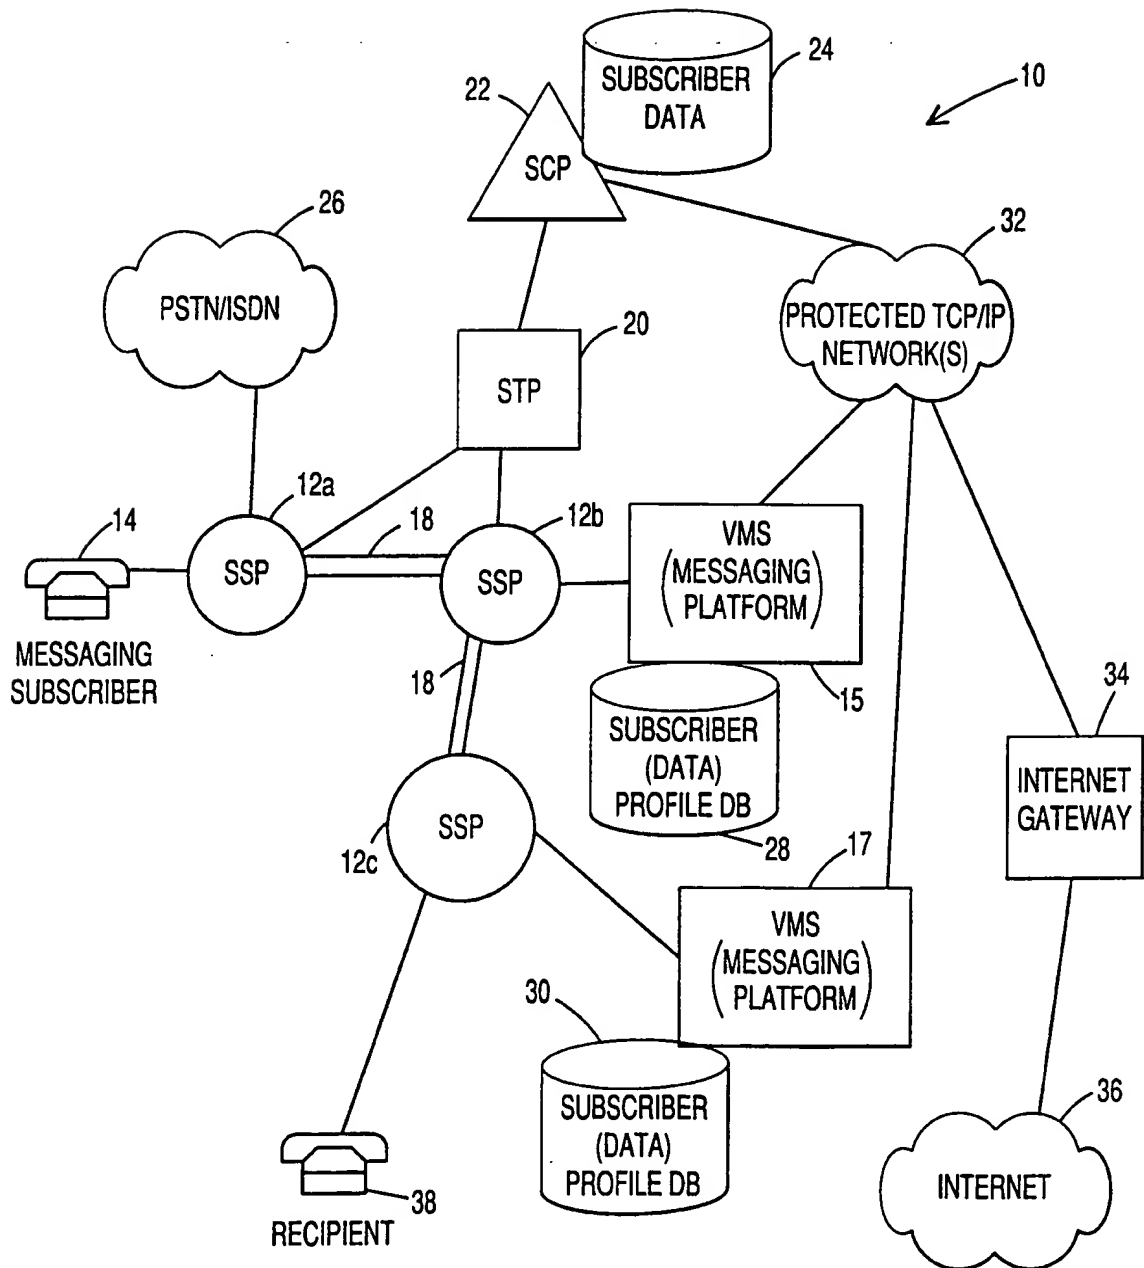 SUBSCRIBER
DATA
24
10
22
SCP
26
32
PSTN/ISDN
PROTECTED TCP/IP
NETWORK(S)
20
STP
12a
18
12b
14
SSP
SSP
VMS
(MESSAGING
PLATFORM)
MESSAGING
SUBSCRIBER
18
15
34
SUBSCRIBER
(DATA)
PROFILE DB
28
INTERNET
GATEWAY
SSP
12c
17
VMS
(MESSAGING
PLATFORM)
30
SUBSCRIBER
(DATA)
PROFILE DB
36
INTERNET
38
RECIPIENT